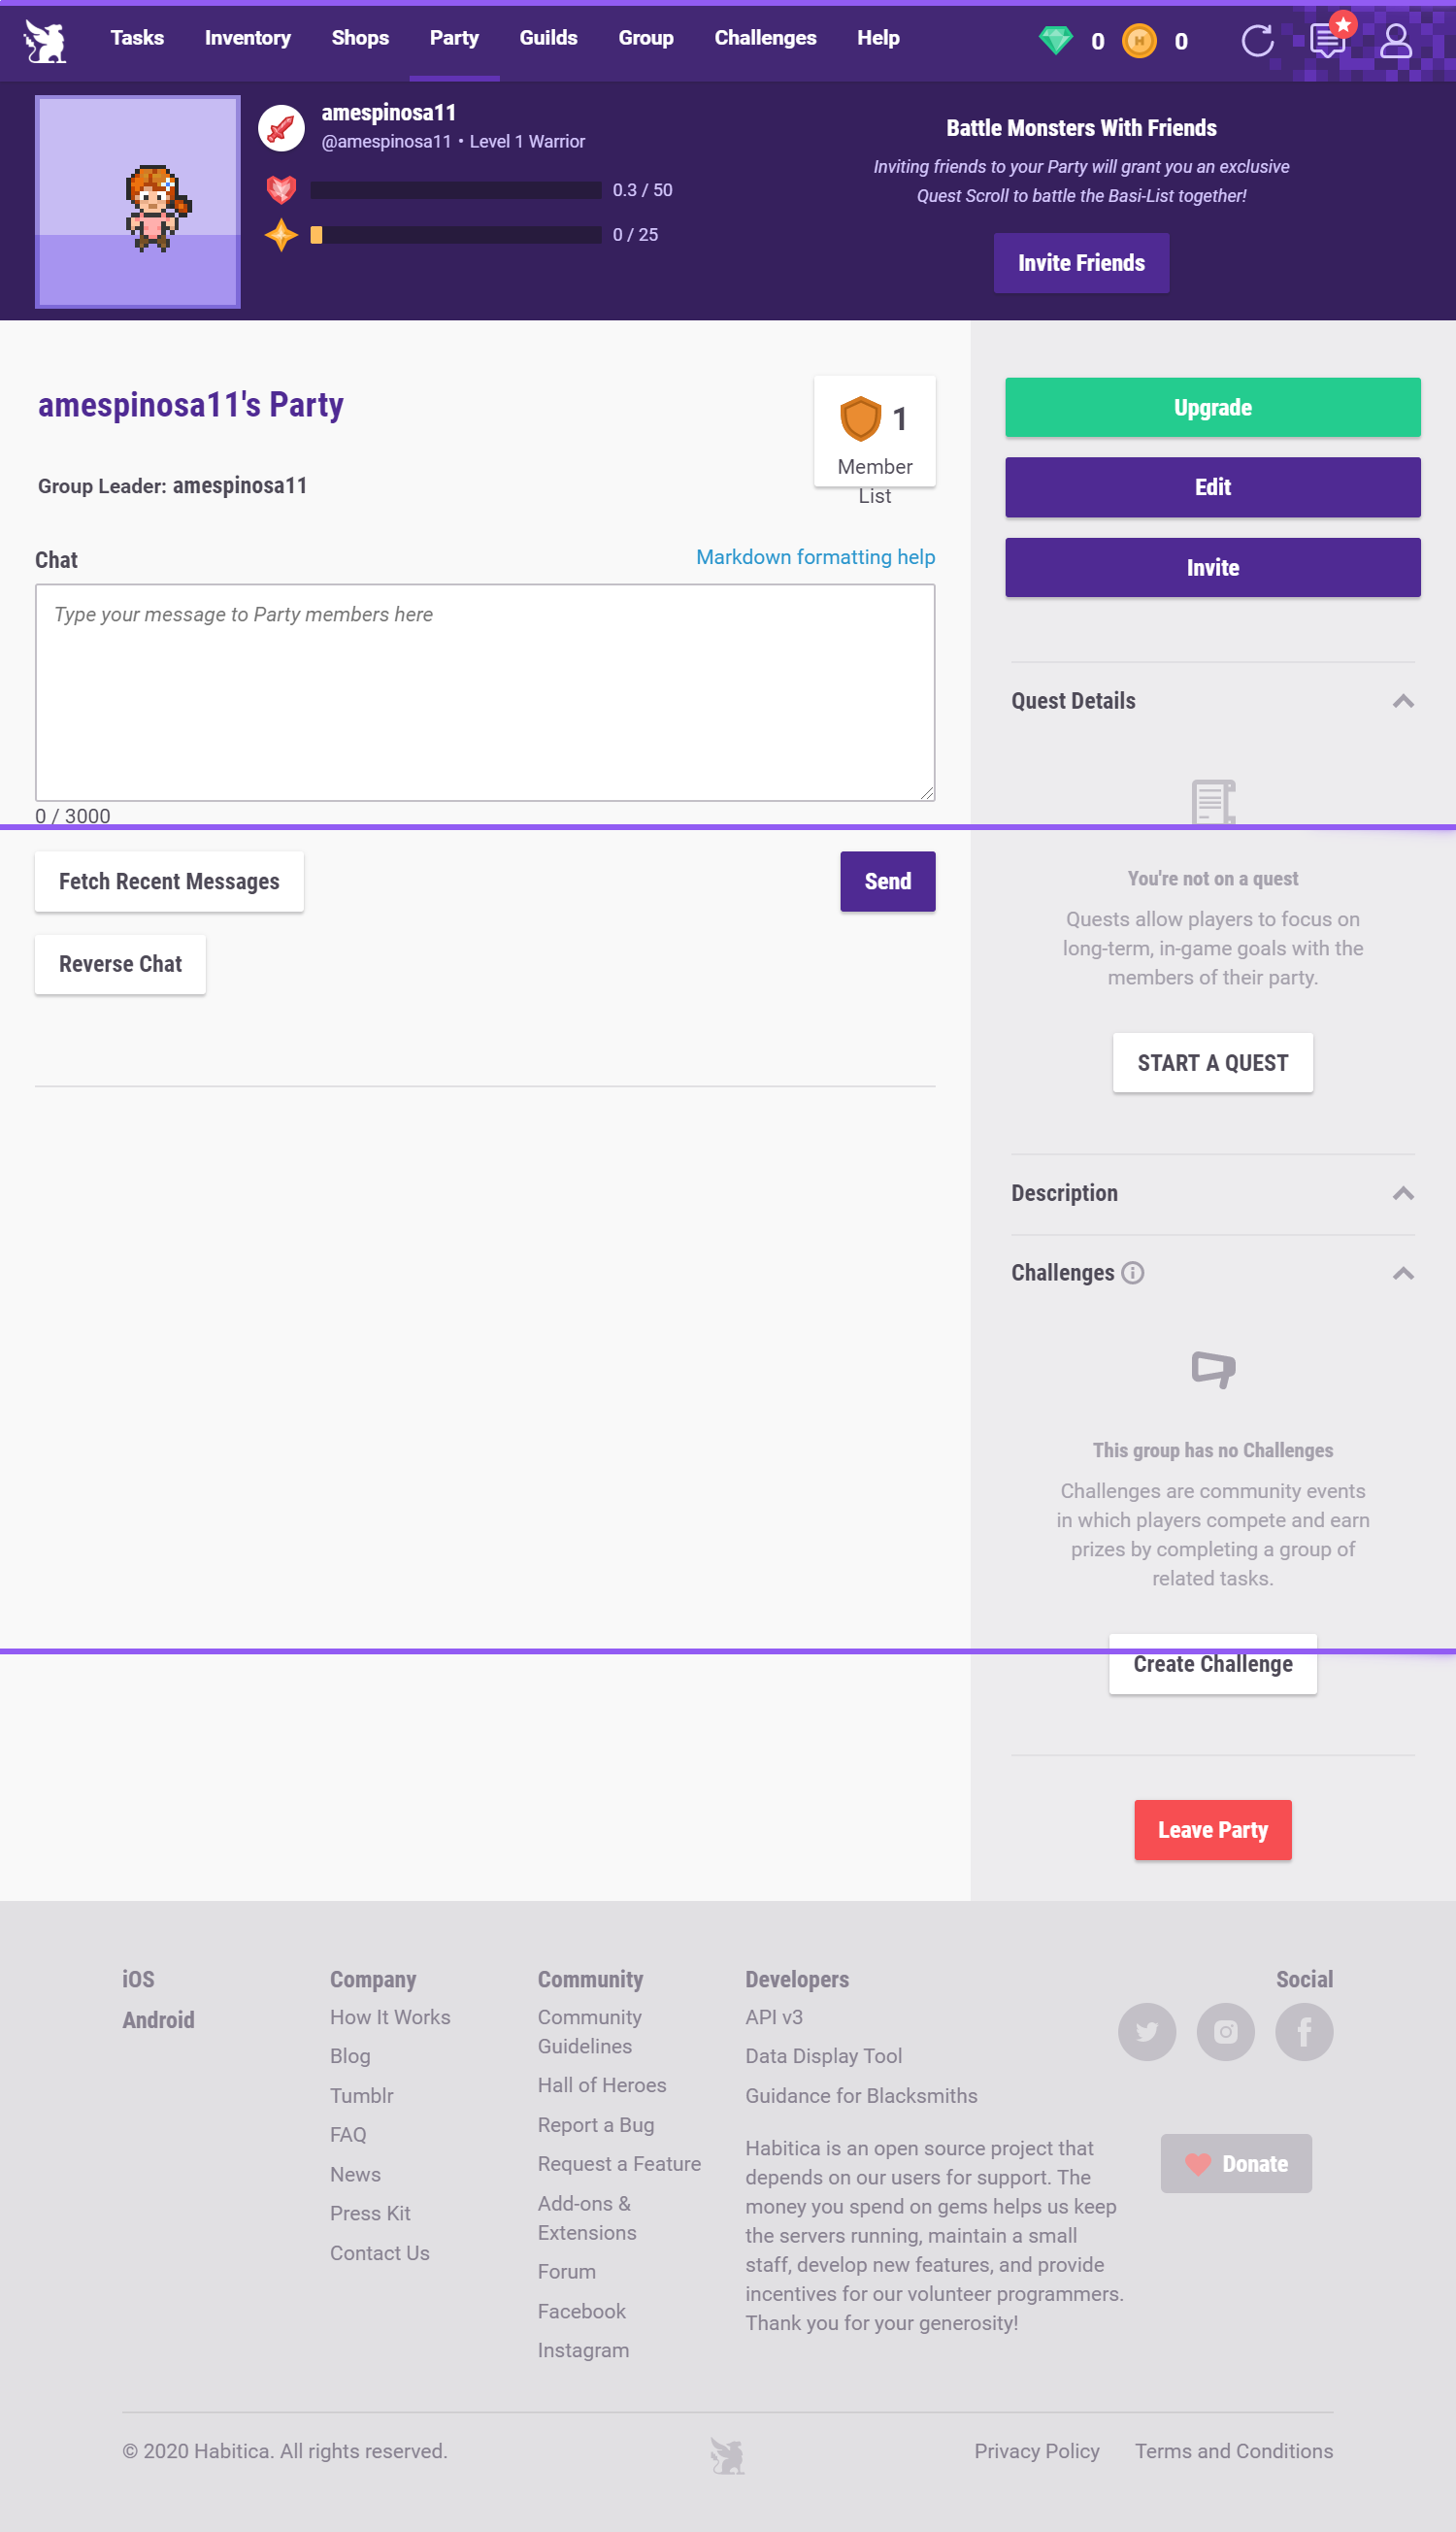 Tasks Inventory Shops Party Guilds Group Challenges Help 0 0
amespinosa11
@amespinosa11 • Level 1 Warrior
0.3 / 50
0 / 25
Battle Monsters With Friends
Inviting friends to your Party will grant you an exclusive
Quest Scroll to battle the Basi-List together!
Invite Friends
amespinosa11's Party
1
Member
List
Group Leader: amespinosa11
Chat
Markdown formatting help
Type your message to Party members here
0 / 3000
Fetch Recent Messages
Send
Reverse Chat
Upgrade
Edit
Invite
Quest Details
You're not on a quest
Quests allow players to focus on
long-term, in-game goals with the
members of their party.
START A QUEST
Description
Challenges
This group has no Challenges
Challenges are community events
in which players compete and earn
prizes by completing a group of
related tasks.
Create Challenge
Leave Party
iOS
Android
Company
How It Works
Blog
Tumblr
FAQ
News
Press Kit
Contact Us
Community
Community
Guidelines
Hall of Heroes
Report a Bug
Request a Feature
Add-ons &
Extensions
Forum
Facebook
Instagram
Developers
API v3
Data Display Tool
Guidance for Blacksmiths
Habitica is an open source project that
depends on our users for support. The
money you spend on gems helps us keep
the servers running, maintain a small
staff, develop new features, and provide
incentives for our volunteer programmers.
Thank you for your generosity!
Social
Donate
© 2020 Habitica. All rights reserved.
Privacy Policy
Terms and Conditions